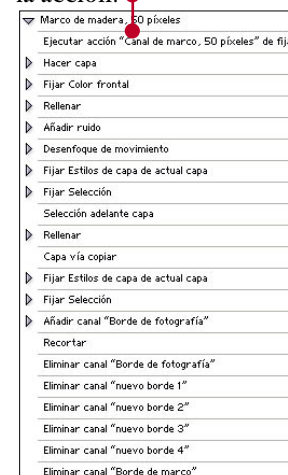 la acción.
Marco de madera, 50 píxeles
Ejecutar acción "Canal de marco, 50 píxeles" de fij
Hacer capa
Fijar Color frontal
Rellenar
Añadir ruido
Desenfoque de movimiento
Fijar Estilos de capa de actual capa
Fijar Selección
Selección adelante capa
Rellenar
Capa vía copiar
Fijar Estilos de capa de actual capa
Fijar Selección
Añadir canal "Borde de fotografía"
Recortar
Eliminar canal "Borde de fotografía"
Eliminar canal "nuevo borde 1"
Eliminar canal "nuevo borde 2"
Eliminar canal "nuevo borde 3"
Eliminar canal "nuevo borde 4"
Eliminar canal "Borde de marco"